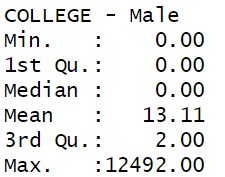 COLLEGE - Male
Min.   :    0.00
1st Qu.:    0.00
Median :    0.00
Mean   :   13.11
3rd Qu.:    2.00
Max.   :12492.00